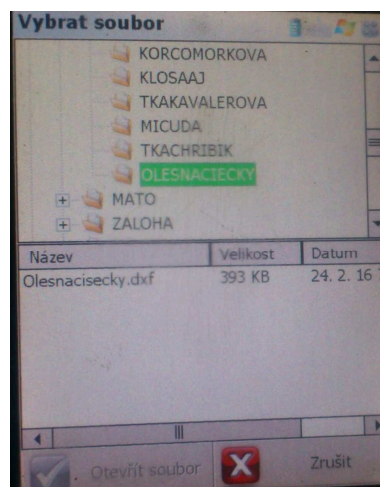 Vybrat soubor
KORCOMORKOVA
KLOSAAJ
TKAKAVALEROVA
MICUDA
TKACHRIBIK
OLESNACIECKY
MATO
ZALOHA
Název Velikost Datum
Olesnacisecky.dxf 393 KB 24. 2. 16
Otevřít soubor Zrušit